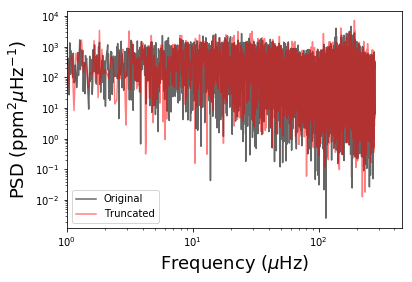 10⁴
10³
10²
10¹
10⁰
10⁻¹
10⁻²
PSD (ppm²μHz⁻¹)
Original
Truncated
10⁰ 10¹ 10²
Frequency (μHz)